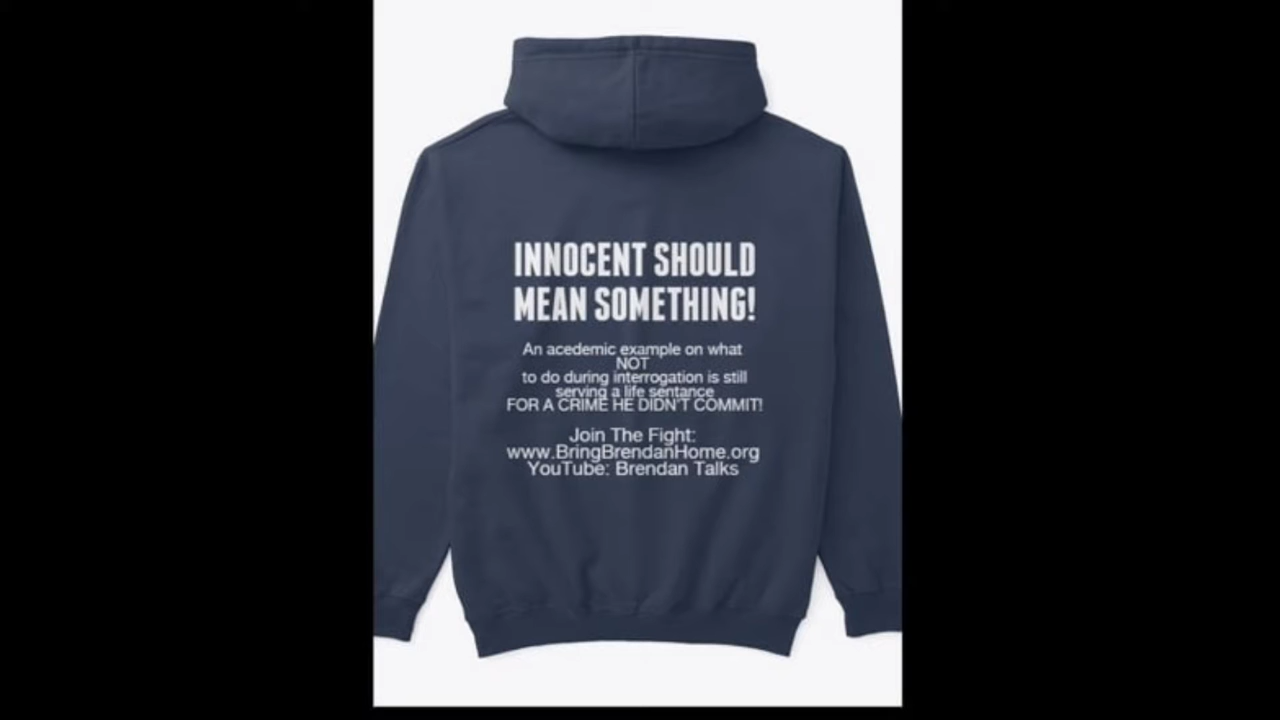 INNOCENT SHOULD
MEAN SOMETHING!
An acedemic example on what
NOT
to do during interrogation is still
serving a life sentance
FOR A CRIME HE DIDN'T COMMIT!
Join The Fight:
www.BringBrendanHome.org
YouTube: Brendan Talks